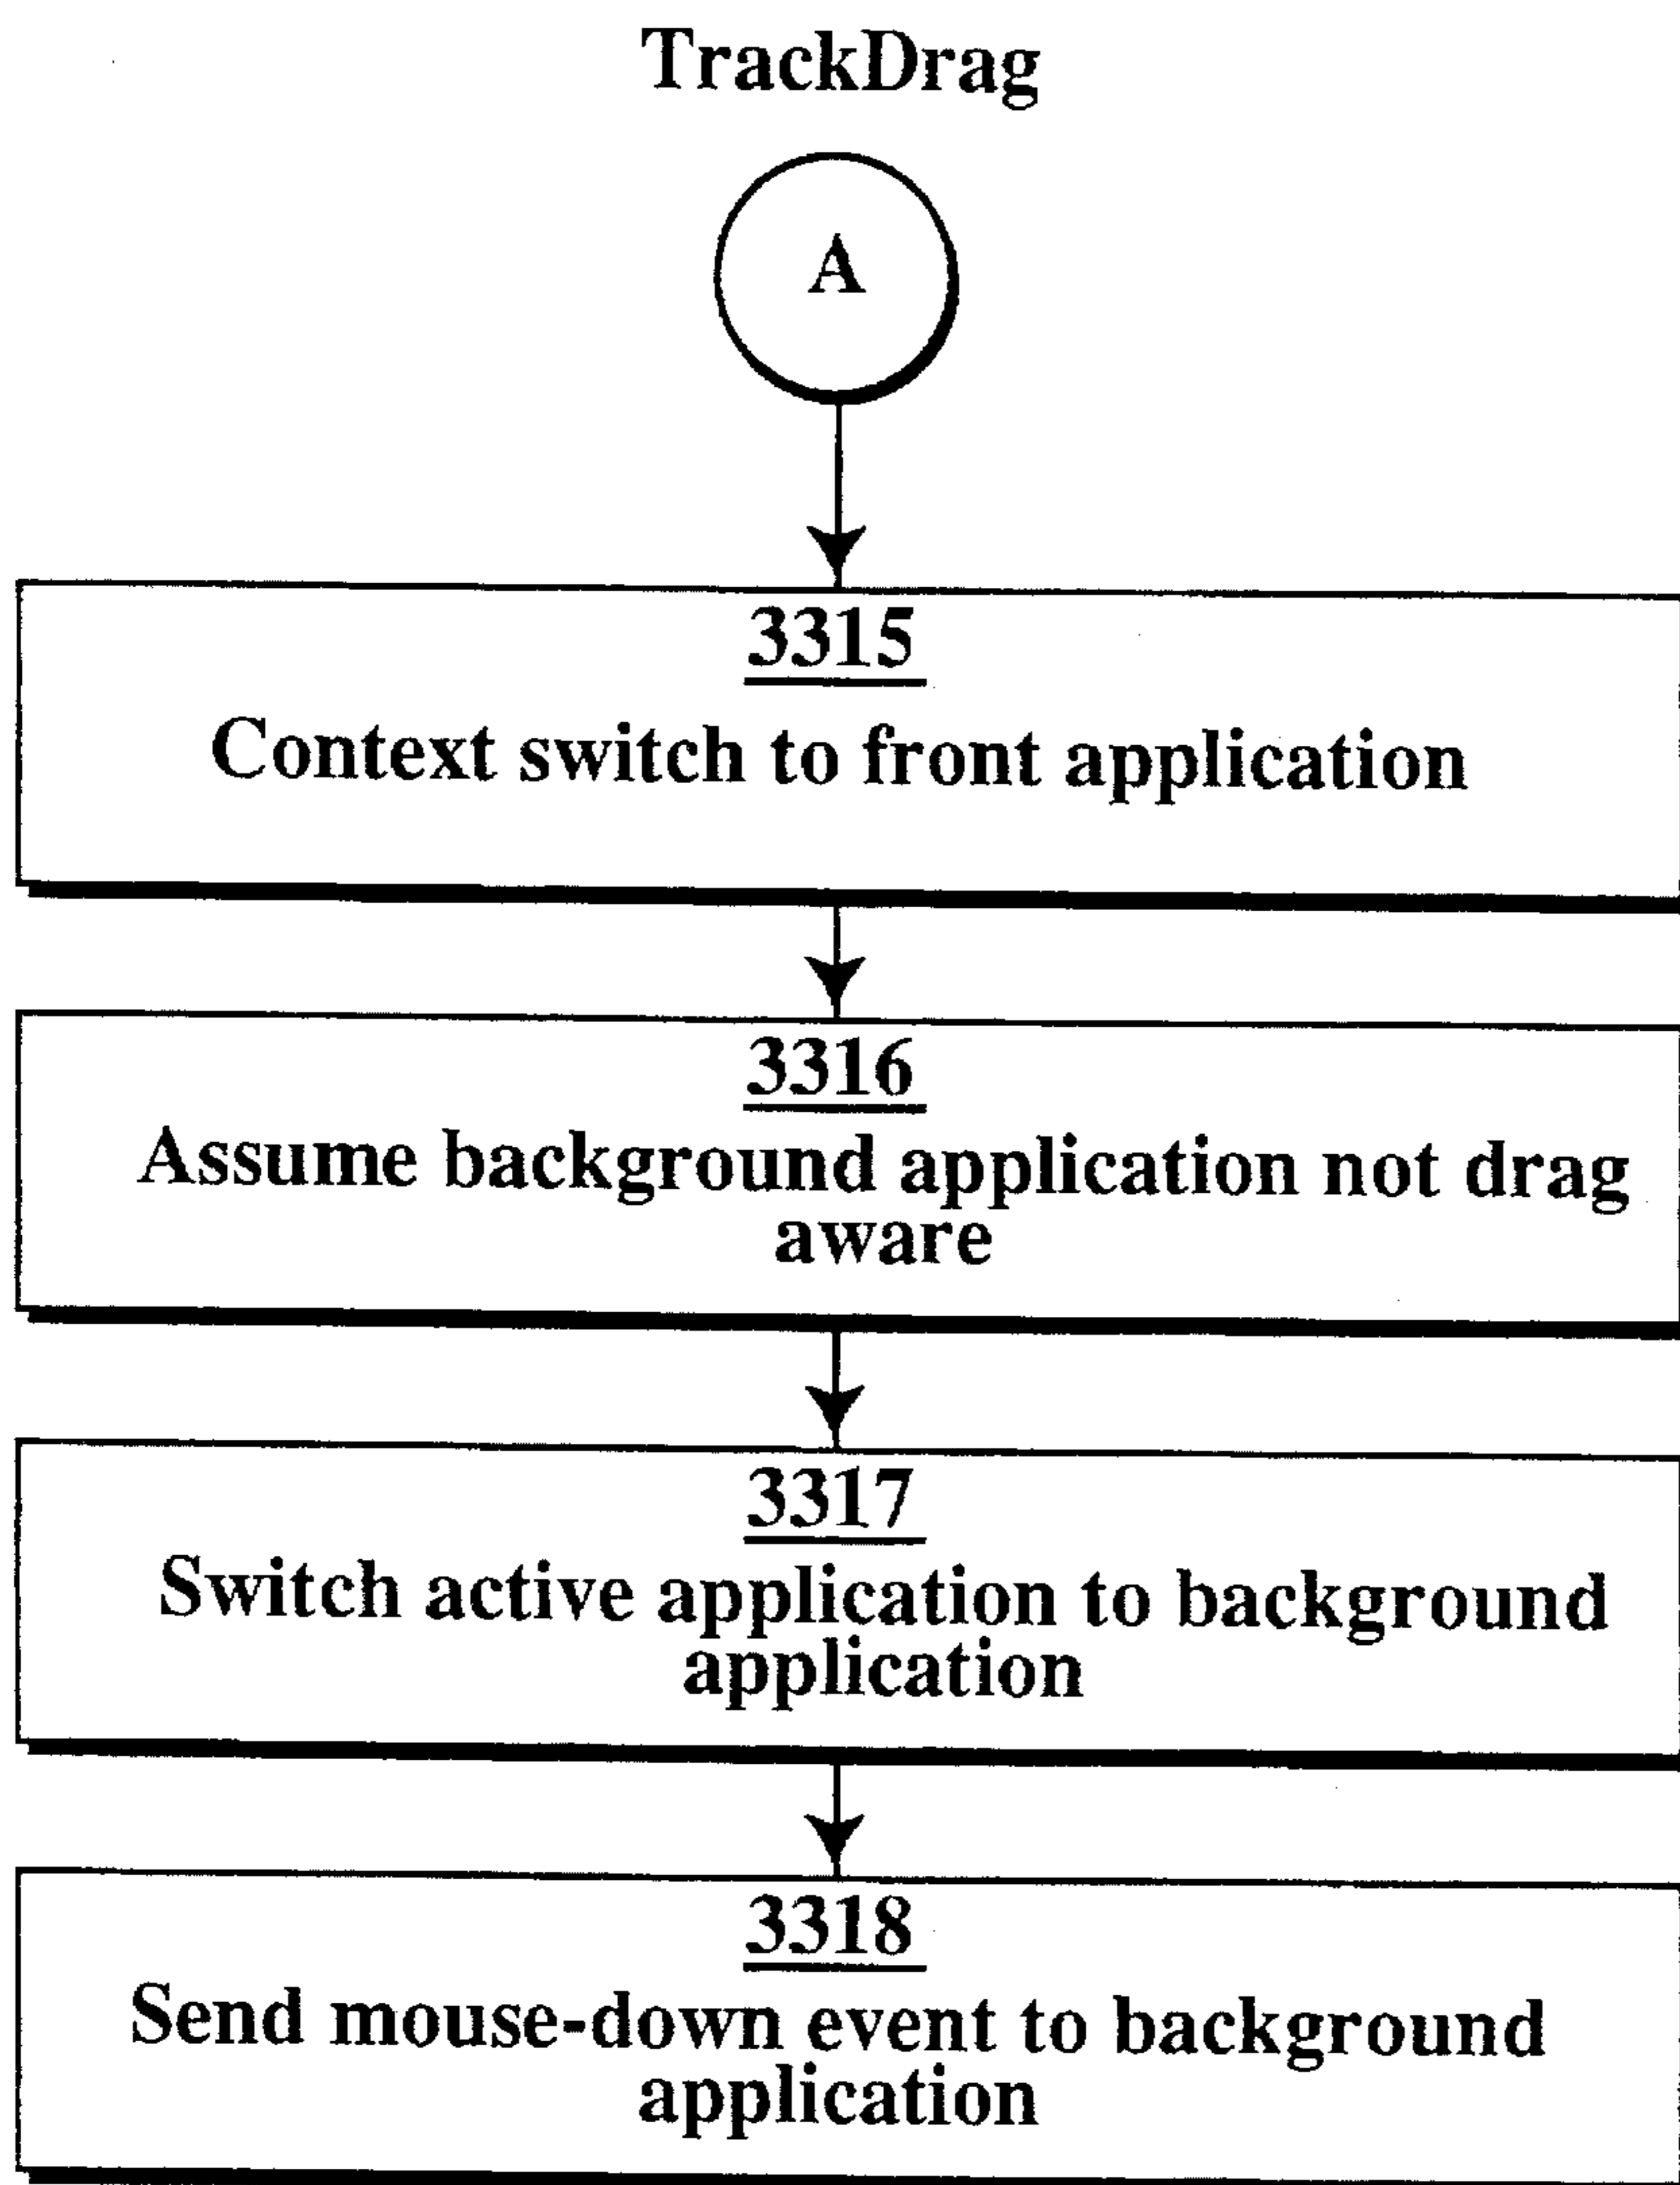 TrackDrag
A
3315
Context switch to front application
3316
Assume background application not drag
aware
3317
Switch active application to background
application
3318
Send mouse-down event to background
application